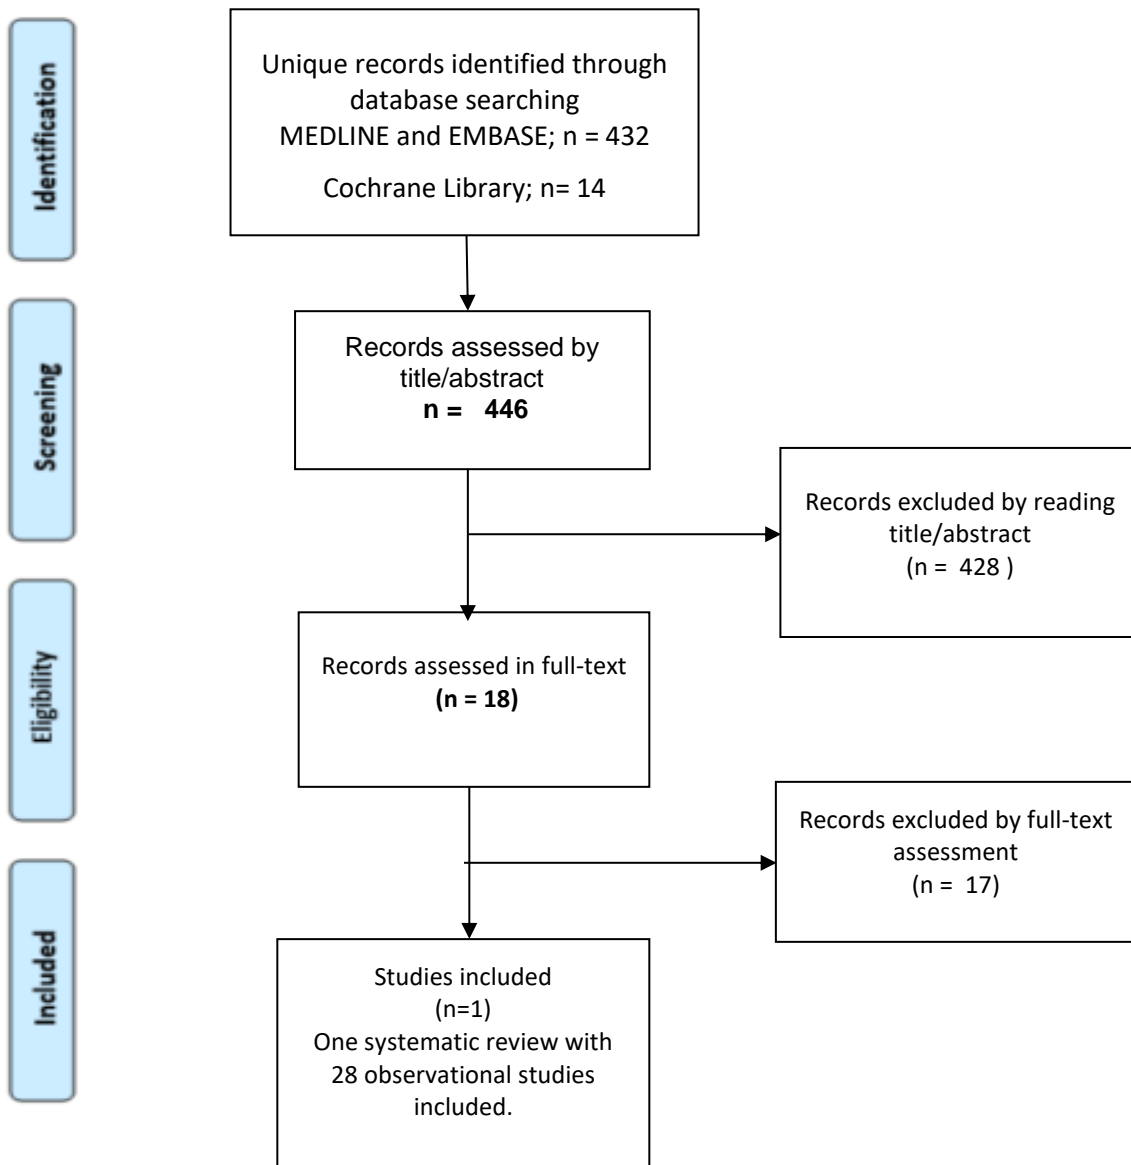 Identification
Unique records identified through
database searching
MEDLINE and EMBASE; n = 432
Cochrane Library; n= 14
Screening
Records assessed by
title/abstract
n = 446
Records excluded by reading
title/abstract
(n = 428 )
Eligibility
Records assessed in full-text
(n = 18)
Records excluded by full-text
assessment
(n = 17)
Included
Studies included
(n=1)
One systematic review with
28 observational studies
included.